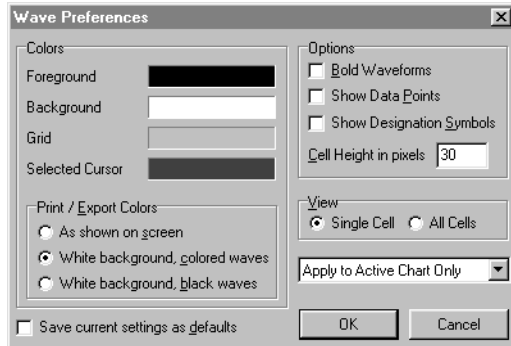 Wave Preferences
Colors
Foreground
Background
Grid
Selected Cursor
Print / Export Colors
As shown on screen
White background, colored waves
White background, black waves
Save current settings as defaults
Options
Bold Waveforms
Show Data Points
Show Designation Symbols
Cell Height in pixels 30
View
Single Cell All Cells
Apply to Active Chart Only
OK Cancel